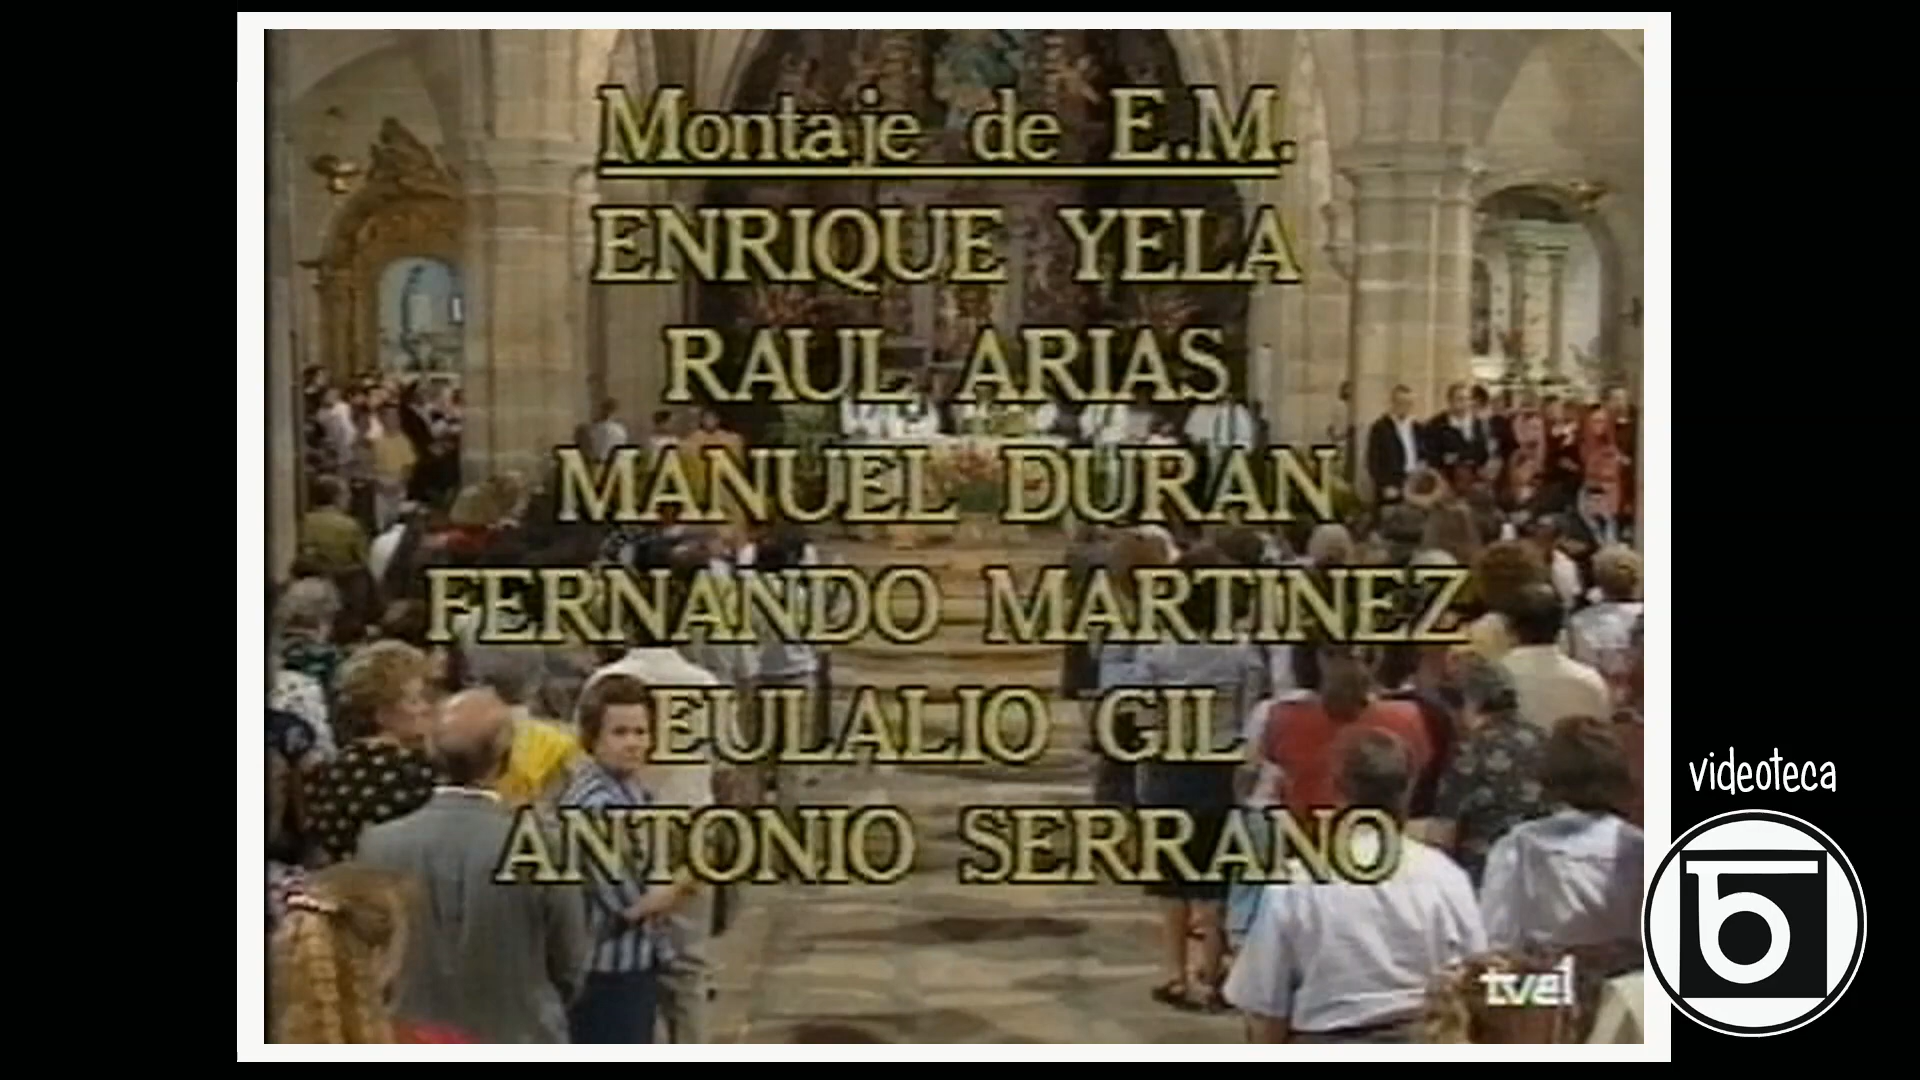 Montaje de E.M.
ENRIQUE YELA
RAUL ARIAS
MANUEL DURAN
FERNANDO MARTINEZ
EULALIO GIL
ANTONIO SERRANO
videoteca
b
tve1